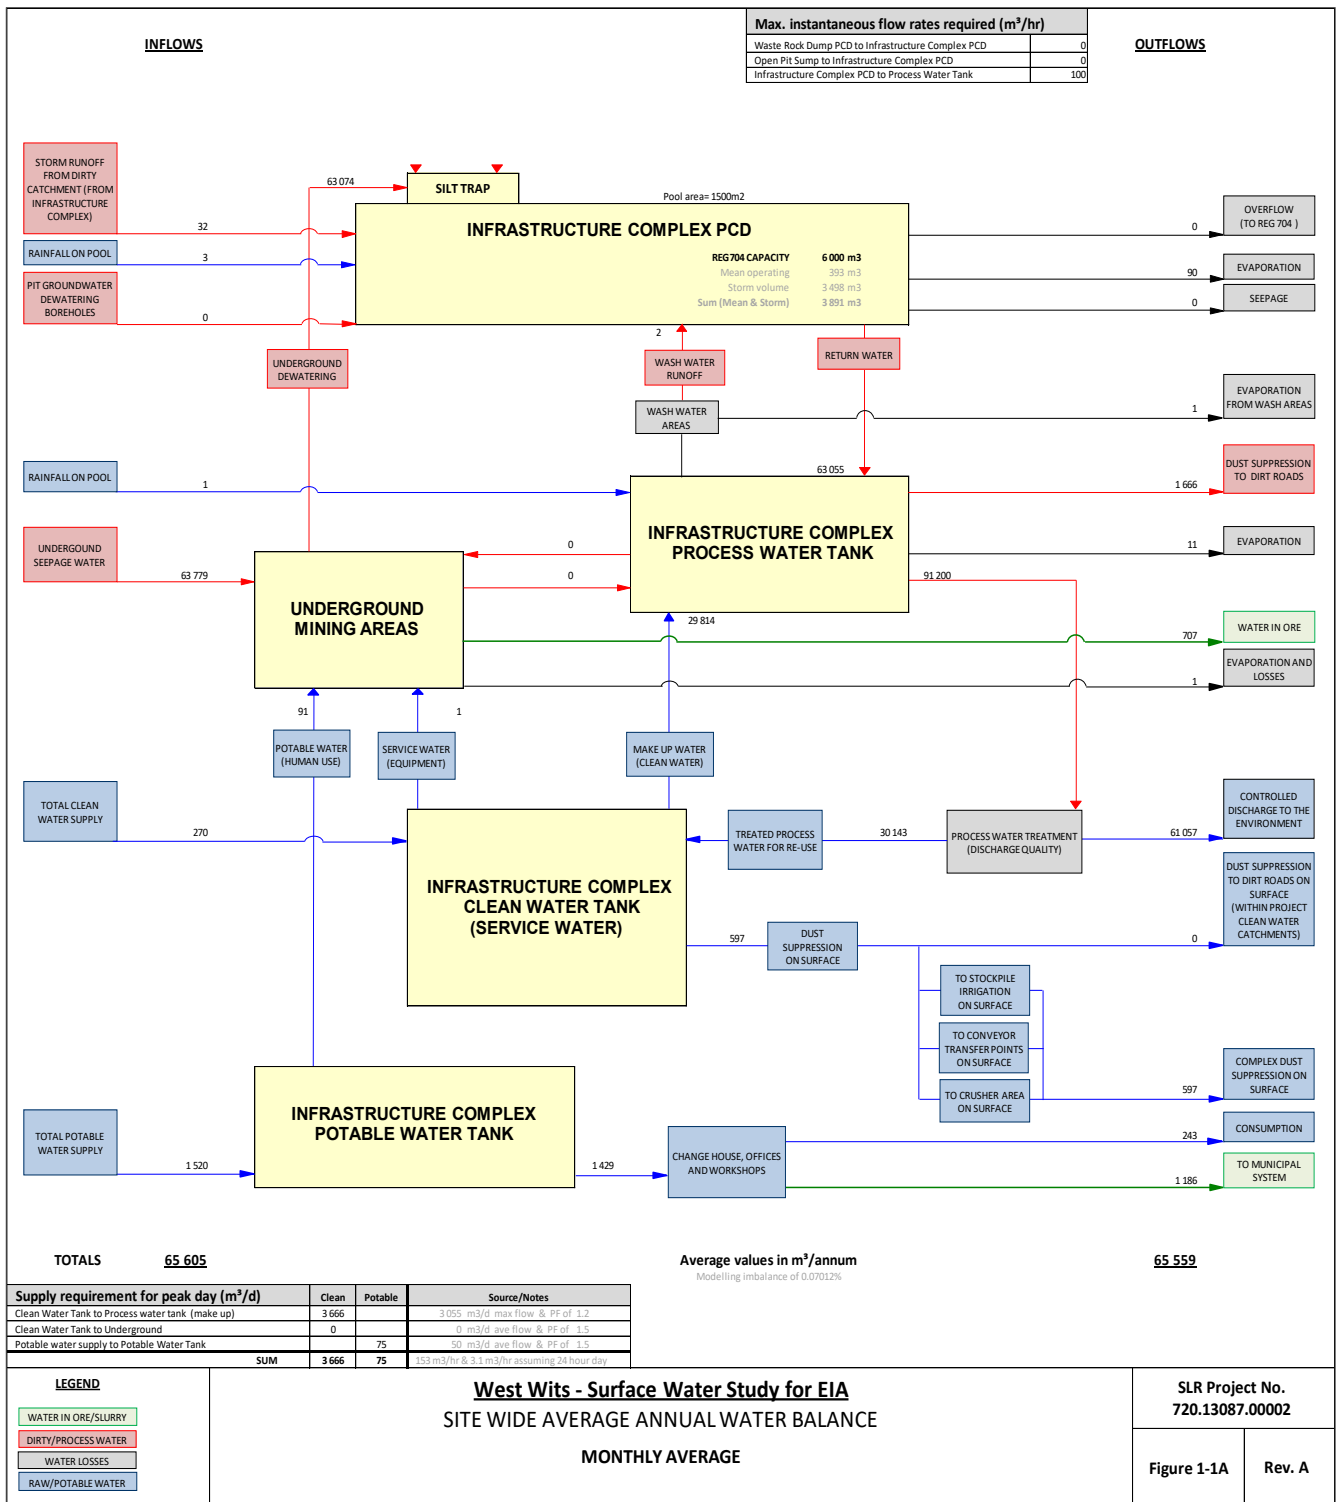 INFLOWS
Max. instantaneous flow rates required (m³/hr)
Waste Rock Dump PCD to Infrastructure Complex PCD 0
Open Pit Sump to Infrastructure Complex PCD 0
Infrastructure Complex PCD to Process Water Tank 100
OUTFLOWS
STORM RUNOFF
FROM DIRTY
CATCHMENT (FROM
INFRASTRUCTURE
COMPLEX)
32
RAINFALL ON POOL
3
PIT GROUNDWATER
DEWATERING
BOREHOLES
0
63 074
SILT TRAP
Pool area= 1500m2
INFRASTRUCTURE COMPLEX PCD
REG704 CAPACITY 6 000 m3
Mean operating 393 m3
Storm volume 3 498 m3
Sum (Mean & Storm) 3 891 m3
0
OVERFLOW
(TO REG 704 )
90
EVAPORATION
0
SEEPAGE
UNDERGROUND
DEWATERING
2
WASH WATER
RUNOFF
RETURN WATER
WASH WATER
AREAS
1
EVAPORATION
FROM WASH AREAS
RAINFALL ON POOL
1
63 055
INFRASTRUCTURE COMPLEX
PROCESS WATER TANK
1 666
DUST SUPPRESSION
TO DIRT ROADS
11
EVAPORATION
UNDERGOUND
SEEPAGE WATER
63 779
0
0
91 200
UNDERGROUND
MINING AREAS
29 814
707
WATER IN ORE
1
EVAPORATION AND
LOSSES
91
1
POTABLE WATER
(HUMAN USE)
SERVICE WATER
(EQUIPMENT)
MAKE UP WATER
(CLEAN WATER)
TOTAL CLEAN
WATER SUPPLY
270
INFRASTRUCTURE COMPLEX
CLEAN WATER TANK
(SERVICE WATER)
TREATED PROCESS
WATER FOR RE-USE
30 143
PROCESS WATER TREATMENT
(DISCHARGE QUALITY)
61 057
CONTROLLED
DISCHARGE TO THE
ENVIRONMENT
597
DUST
SUPPRESSION
ON SURFACE
0
DUST SUPPRESSION
TO DIRT ROADS ON
SURFACE
(WITHIN PROJECT
CLEAN WATER
CATCHMENTS)
TO STOCKPILE
IRRIGATION
ON SURFACE
TO CONVEYOR
TRANSFER POINTS
ON SURFACE
TO CRUSHER AREA
ON SURFACE
597
COMPLEX DUST
SUPPRESSION ON
SURFACE
TOTAL POTABLE
WATER SUPPLY
1 520
INFRASTRUCTURE COMPLEX
POTABLE WATER TANK
1 429
CHANGE HOUSE, OFFICES
AND WORKSHOPS
243
CONSUMPTION
1 186
TO MUNICIPAL
SYSTEM
TOTALS 65 605
Average values in m³/annum
Modelling imbalance of 0.07012%
65 559
Supply requirement for peak day (m³/d) Clean Potable Source/Notes
Clean Water Tank to Process water tank (make up) 3 666 3 055 m3/d max flow & PF of 1.2
Clean Water Tank to Underground 0 0 m3/d ave flow & PF of 1.5
Potable water supply to Potable Water Tank 75 50 m3/d ave flow & PF of 1.5
SUM 3 666 75 153 m3/hr & 3.1 m3/hr assuming 24 hour day
LEGEND
WATER IN ORE/SLURRY
DIRTY/PROCESS WATER
WATER LOSSES
RAW/POTABLE WATER
West Wits - Surface Water Study for EIA
SITE WIDE AVERAGE ANNUAL WATER BALANCE
MONTHLY AVERAGE
SLR Project No.
720.13087.00002
Figure 1-1A
Rev. A